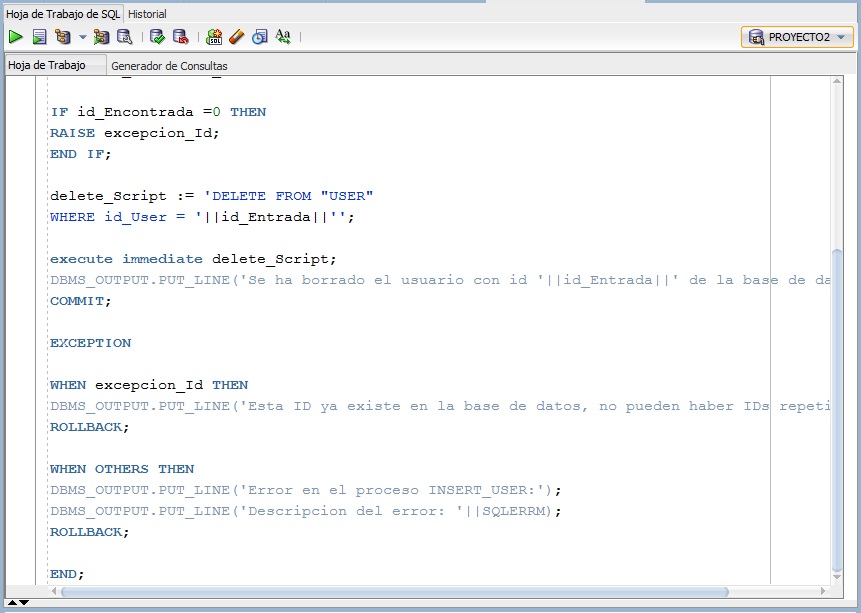 Hoja de Trabajo de SQL Historial
PROYECTO2
Hoja de Trabajo Generador de Consultas
IF id_Encontrada =0 THEN
RAISE excepcion_Id;
END IF;
delete_Script := 'DELETE FROM "USER"
WHERE id_User = '||id_Entrada||'';
execute immediate delete_Script;
DBMS_OUTPUT.PUT_LINE('Se ha borrado el usuario con id '||id_Entrada||' de la base de da
COMMIT;
EXCEPTION
WHEN excepcion_Id THEN
DBMS_OUTPUT.PUT_LINE('Esta ID ya existe en la base de datos, no pueden haber IDs repeti
ROLLBACK;
WHEN OTHERS THEN
DBMS_OUTPUT.PUT_LINE('Error en el proceso INSERT_USER:');
DBMS_OUTPUT.PUT_LINE('Descripcion del error: '||SQLERRM);
ROLLBACK;
END;